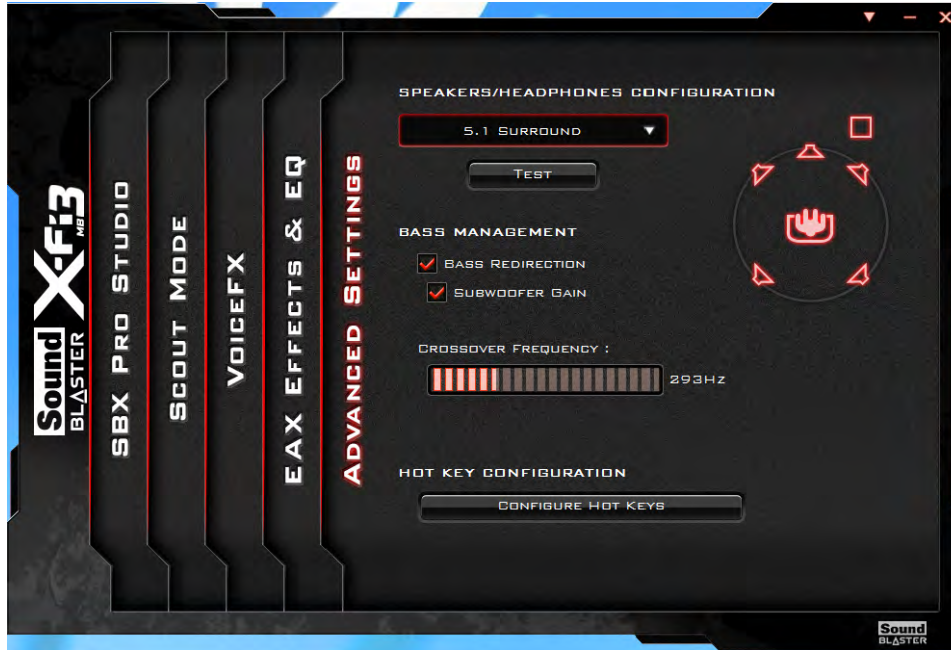 Sound
BLASTER
X-Fi3
MB
SBX Pro Studio
Scout Mode
VoiceFX
EAX Effects & EQ
Advanced Settings
SPEAKERS/HEADPHONES CONFIGURATION
5.1 Surround
Test
BASS MANAGEMENT
Bass Redirection
Subwoofer Gain
Crossover Frequency :
293Hz
HOT KEY CONFIGURATION
Configure Hot Keys
Sound
BLASTER